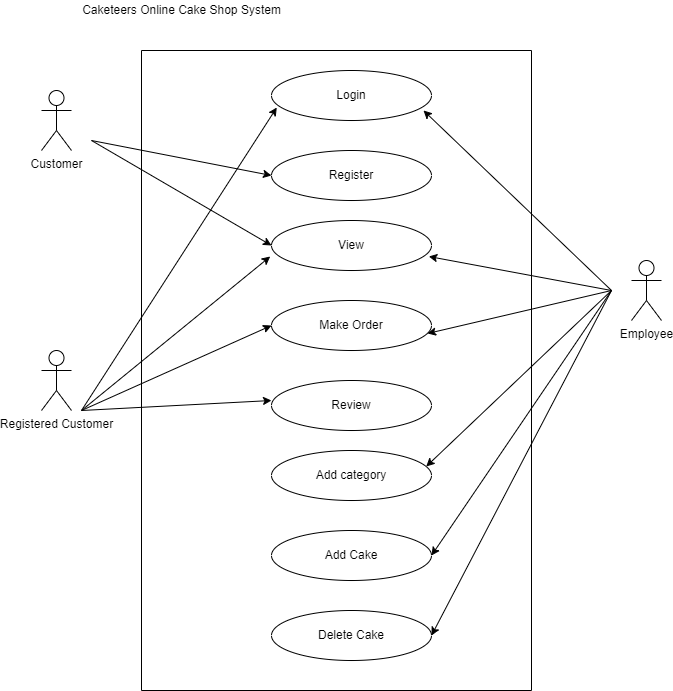 Caketeers Online Cake Shop System
Login
Customer
Register
View
Employee
Make Order
Registered Customer
Review
Add category
Add Cake
Delete Cake